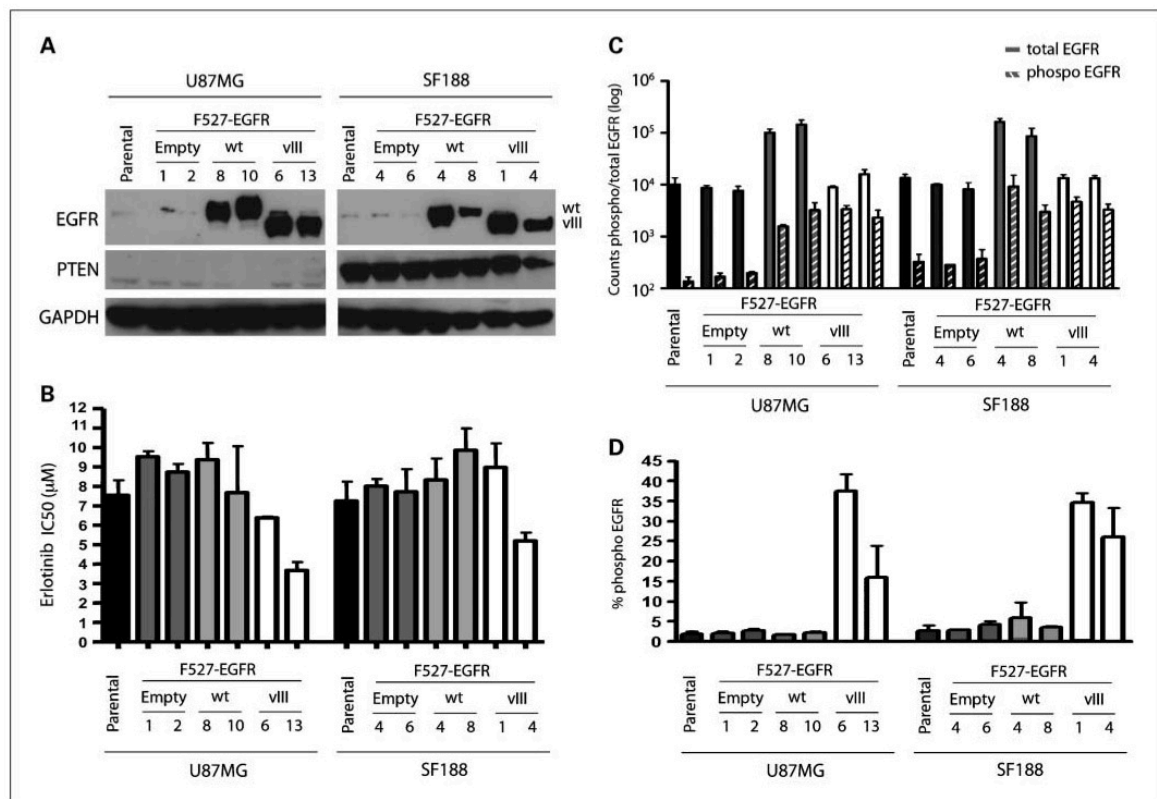 A
U87MG
SF188
Parental
F527-EGFR
Parental
F527-EGFR
Empty
wt
vIII
Empty
wt
vIII
1 2 8 10 6 13
4 6 4 8 1 4
EGFR
wt
vIII
PTEN
GAPDH
B
12
11
10
9
8
7
6
5
4
3
2
1
0
Erlotinib IC50 (µM)
Parental
F527-EGFR
Empty wt vIII
1 2 8 10 6 13
U87MG
Parental
F527-EGFR
Empty wt vIII
4 6 4 8 1 4
SF188
C
total EGFR
phospo EGFR
10⁶
10⁵
10⁴
10³
10²
Counts phospho/total EGFR (log)
Parental
F527-EGFR
Empty wt vIII
1 2 8 10 6 13
U87MG
Parental
F527-EGFR
Empty wt vIII
4 6 4 8 1 4
SF188
D
45
40
35
30
25
20
15
10
5
0
% phospho EGFR
Parental
F527-EGFR
Empty wt vIII
1 2 8 10 6 13
U87MG
Parental
F527-EGFR
Empty wt vIII
4 6 4 8 1 4
SF188